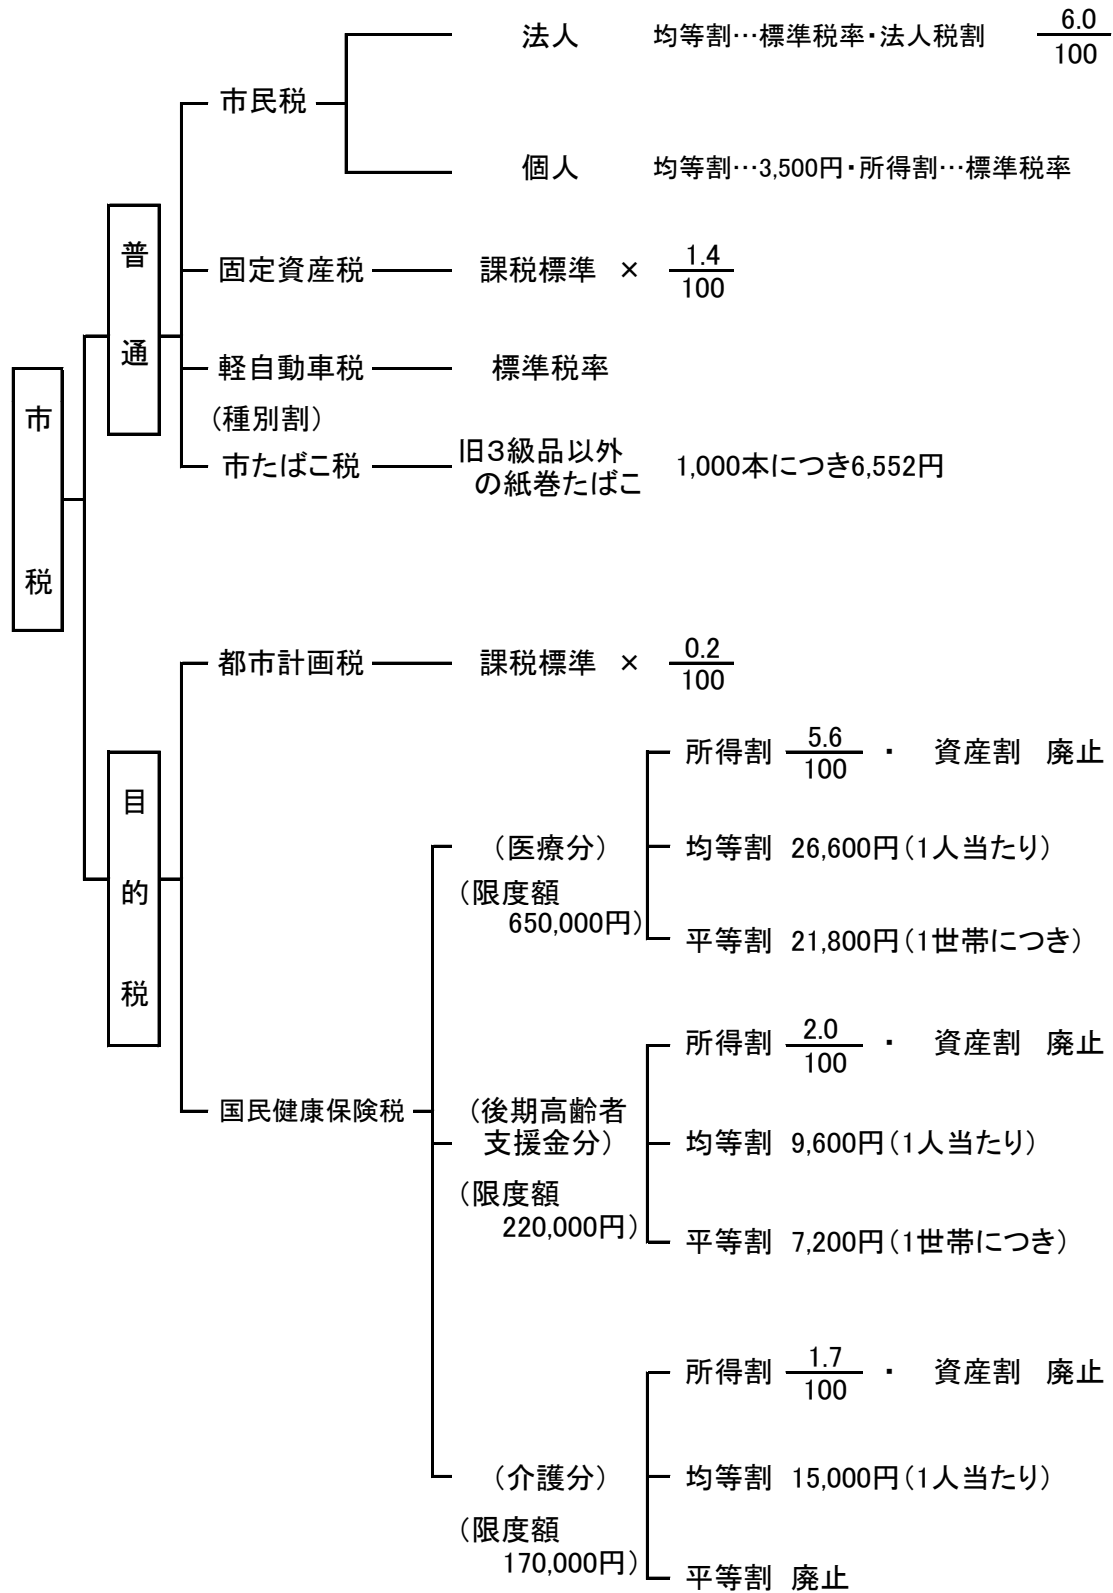 市税
普通
市民税
法人 均等割…標準税率・法人税割 6.0/100
個人 均等割…3,500円・所得割…標準税率
固定資産税 課税標準 × 1.4/100
軽自動車税 標準税率
(種別割)
市たばこ税 旧3級品以外 1,000本につき6,552円
の紙巻たばこ
目的税
都市計画税 課税標準 × 0.2/100
国民健康保険税
(医療分)
(限度額
650,000円)
所得割 5.6/100 ・ 資産割 廃止
均等割 26,600円(1人当たり)
平等割 21,800円(1世帯につき)
(後期高齢者
支援金分)
(限度額
220,000円)
所得割 2.0/100 ・ 資産割 廃止
均等割 9,600円(1人当たり)
平等割 7,200円(1世帯につき)
(介護分)
(限度額
170,000円)
所得割 1.7/100 ・ 資産割 廃止
均等割 15,000円(1人当たり)
平等割 廃止